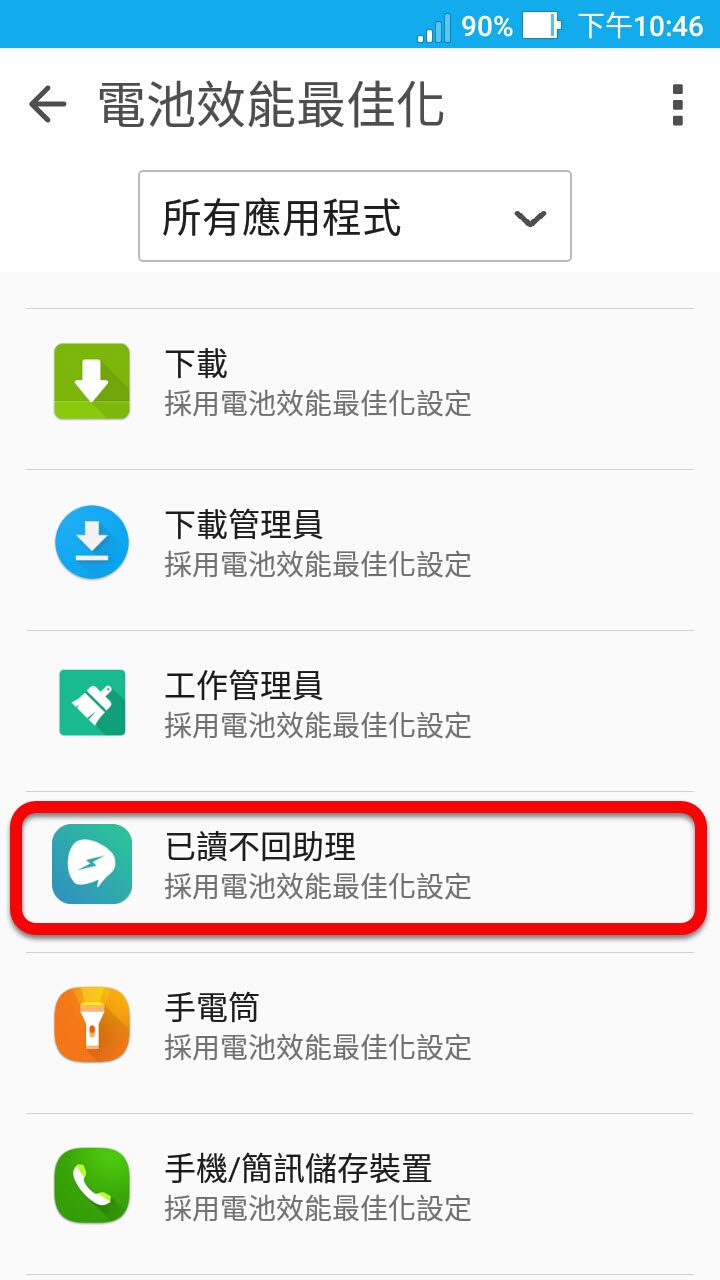 90% 下午10:46
電池效能最佳化
所有應用程式
下載
採用電池效能最佳化設定
下載管理員
採用電池效能最佳化設定
工作管理員
採用電池效能最佳化設定
已讀不回助理
採用電池效能最佳化設定
手電筒
採用電池效能最佳化設定
手機/簡訊儲存裝置
採用電池效能最佳化設定